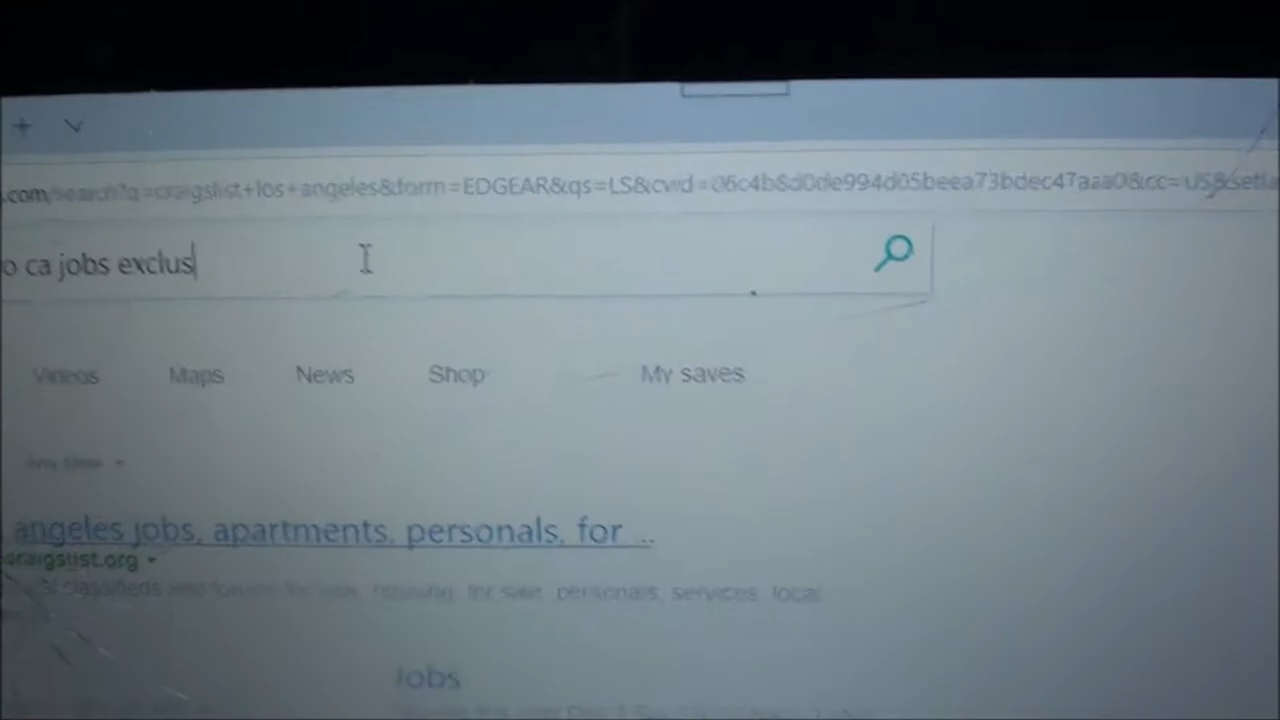 .com/search?q=craigslist+los+angeles&form=EDGEAR&qs=LS&cvid=06c4b8d0de994d05beea73bdec47aaa0&cc=US&setla
o ca jobs exclus
Videos Maps News Shop My saves
Any time
angeles jobs, apartments, personals, for ...
craigslist.org
classifieds and forums for jobs, housing, for sale, personals, services, local
Jobs